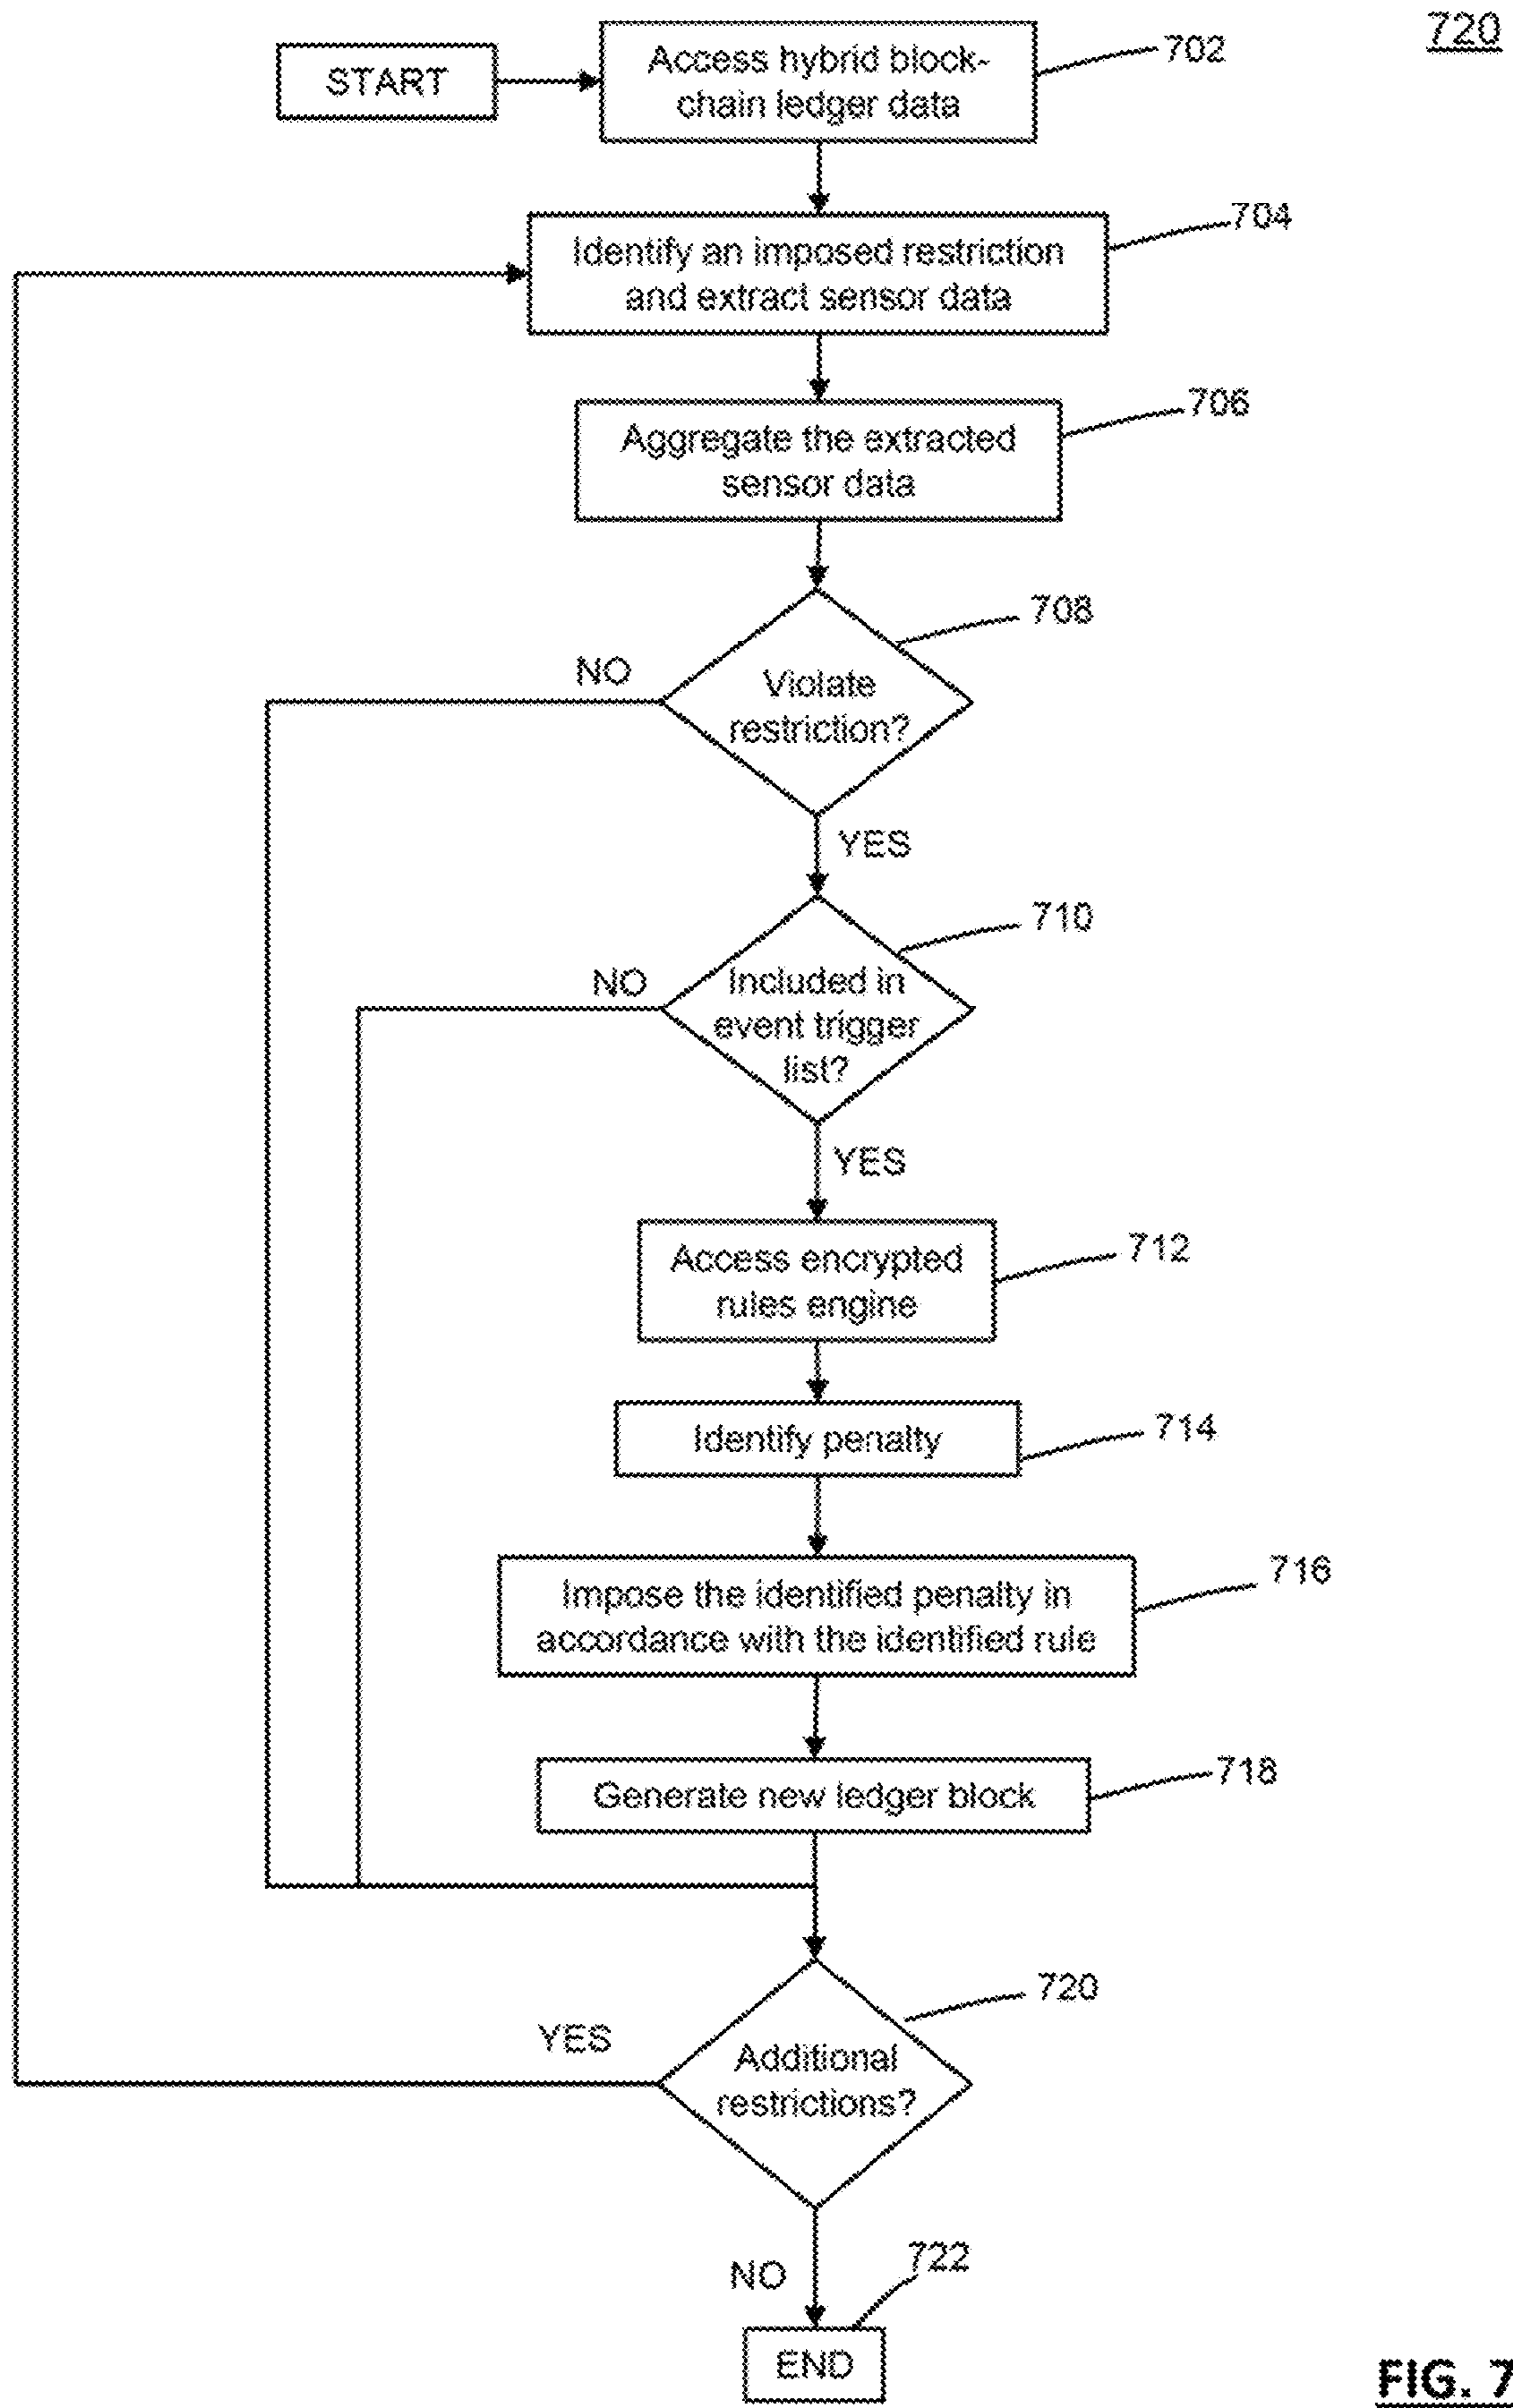 720
START
Access hybrid block-
chain ledger data
702
Identify an imposed restriction
and extract sensor data
704
Aggregate the extracted
sensor data
706
Violate
restriction?
708
NO
YES
Included in
event trigger
list?
710
NO
YES
Access encrypted
rules engine
712
Identify penalty
714
Impose the identified penalty in
accordance with the identified rule
716
Generate new ledger block
718
Additional
restrictions?
720
YES
NO
722
END
FIG. 7